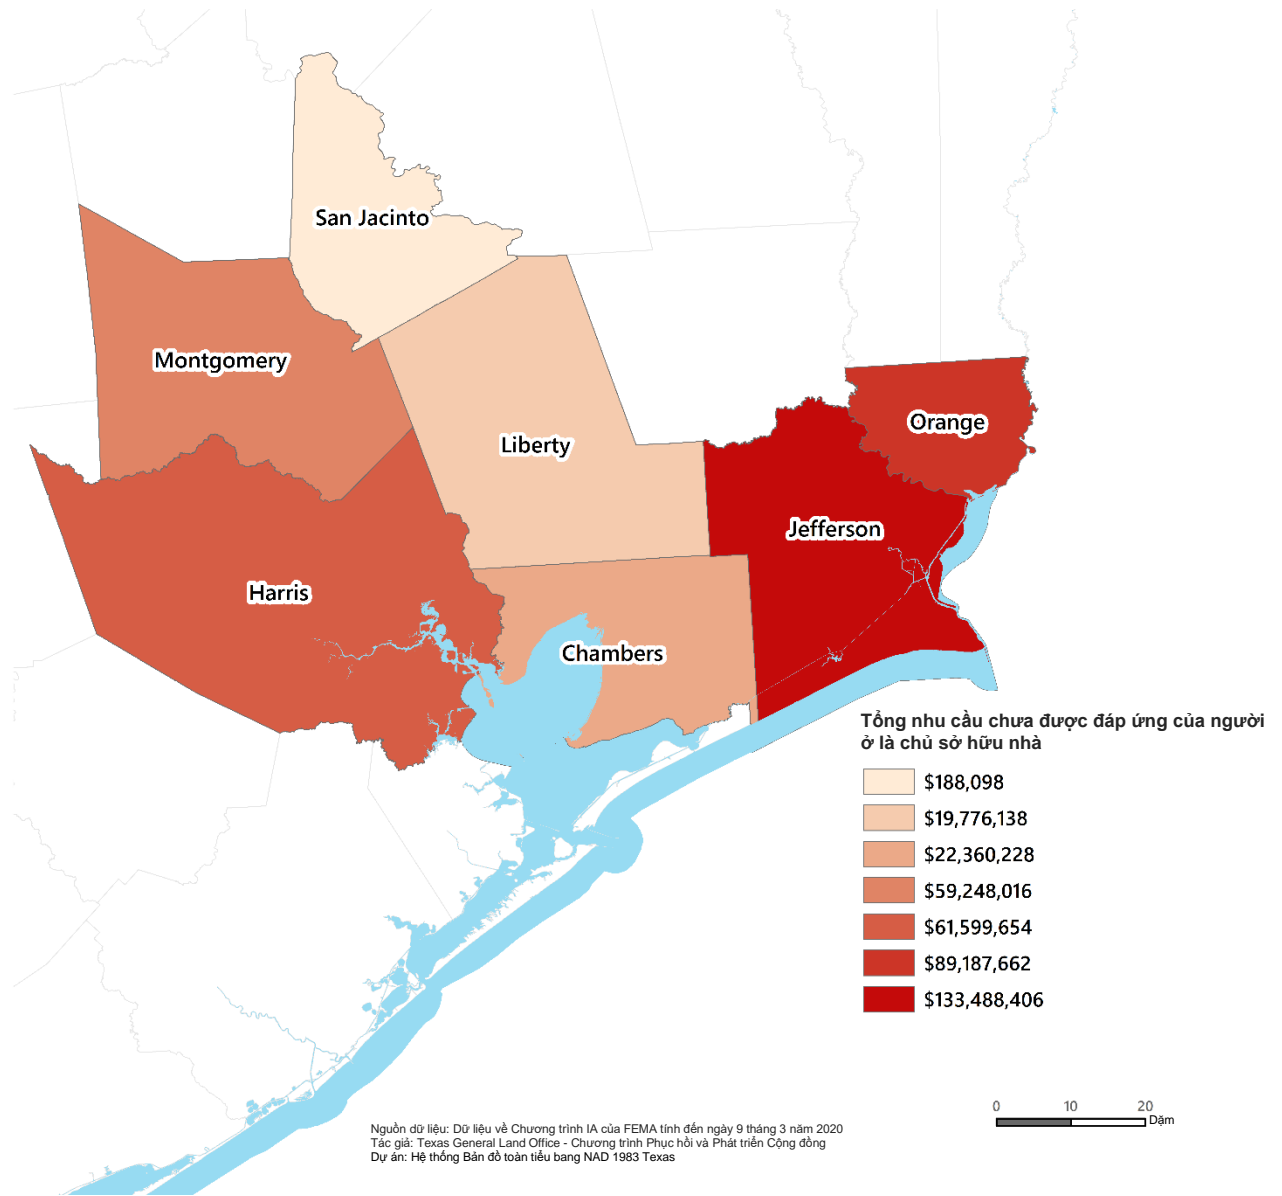 San Jacinto
Montgomery
Orange
Liberty
Jefferson
Harris
Chambers
Tổng nhu cầu chưa được đáp ứng của người
ở là chủ sở hữu nhà
$188,098
$19,776,138
$22,360,228
$59,248,016
$61,599,654
$89,187,662
$133,488,406
0 10 20
Dặm
Nguồn dữ liệu: Dữ liệu về Chương trình IA của FEMA tính đến ngày 9 tháng 3 năm 2020
Tác giả: Texas General Land Office - Chương trình Phục hồi và Phát triển Cộng đồng
Dự án: Hệ thống Bản đồ toàn tiểu bang NAD 1983 Texas